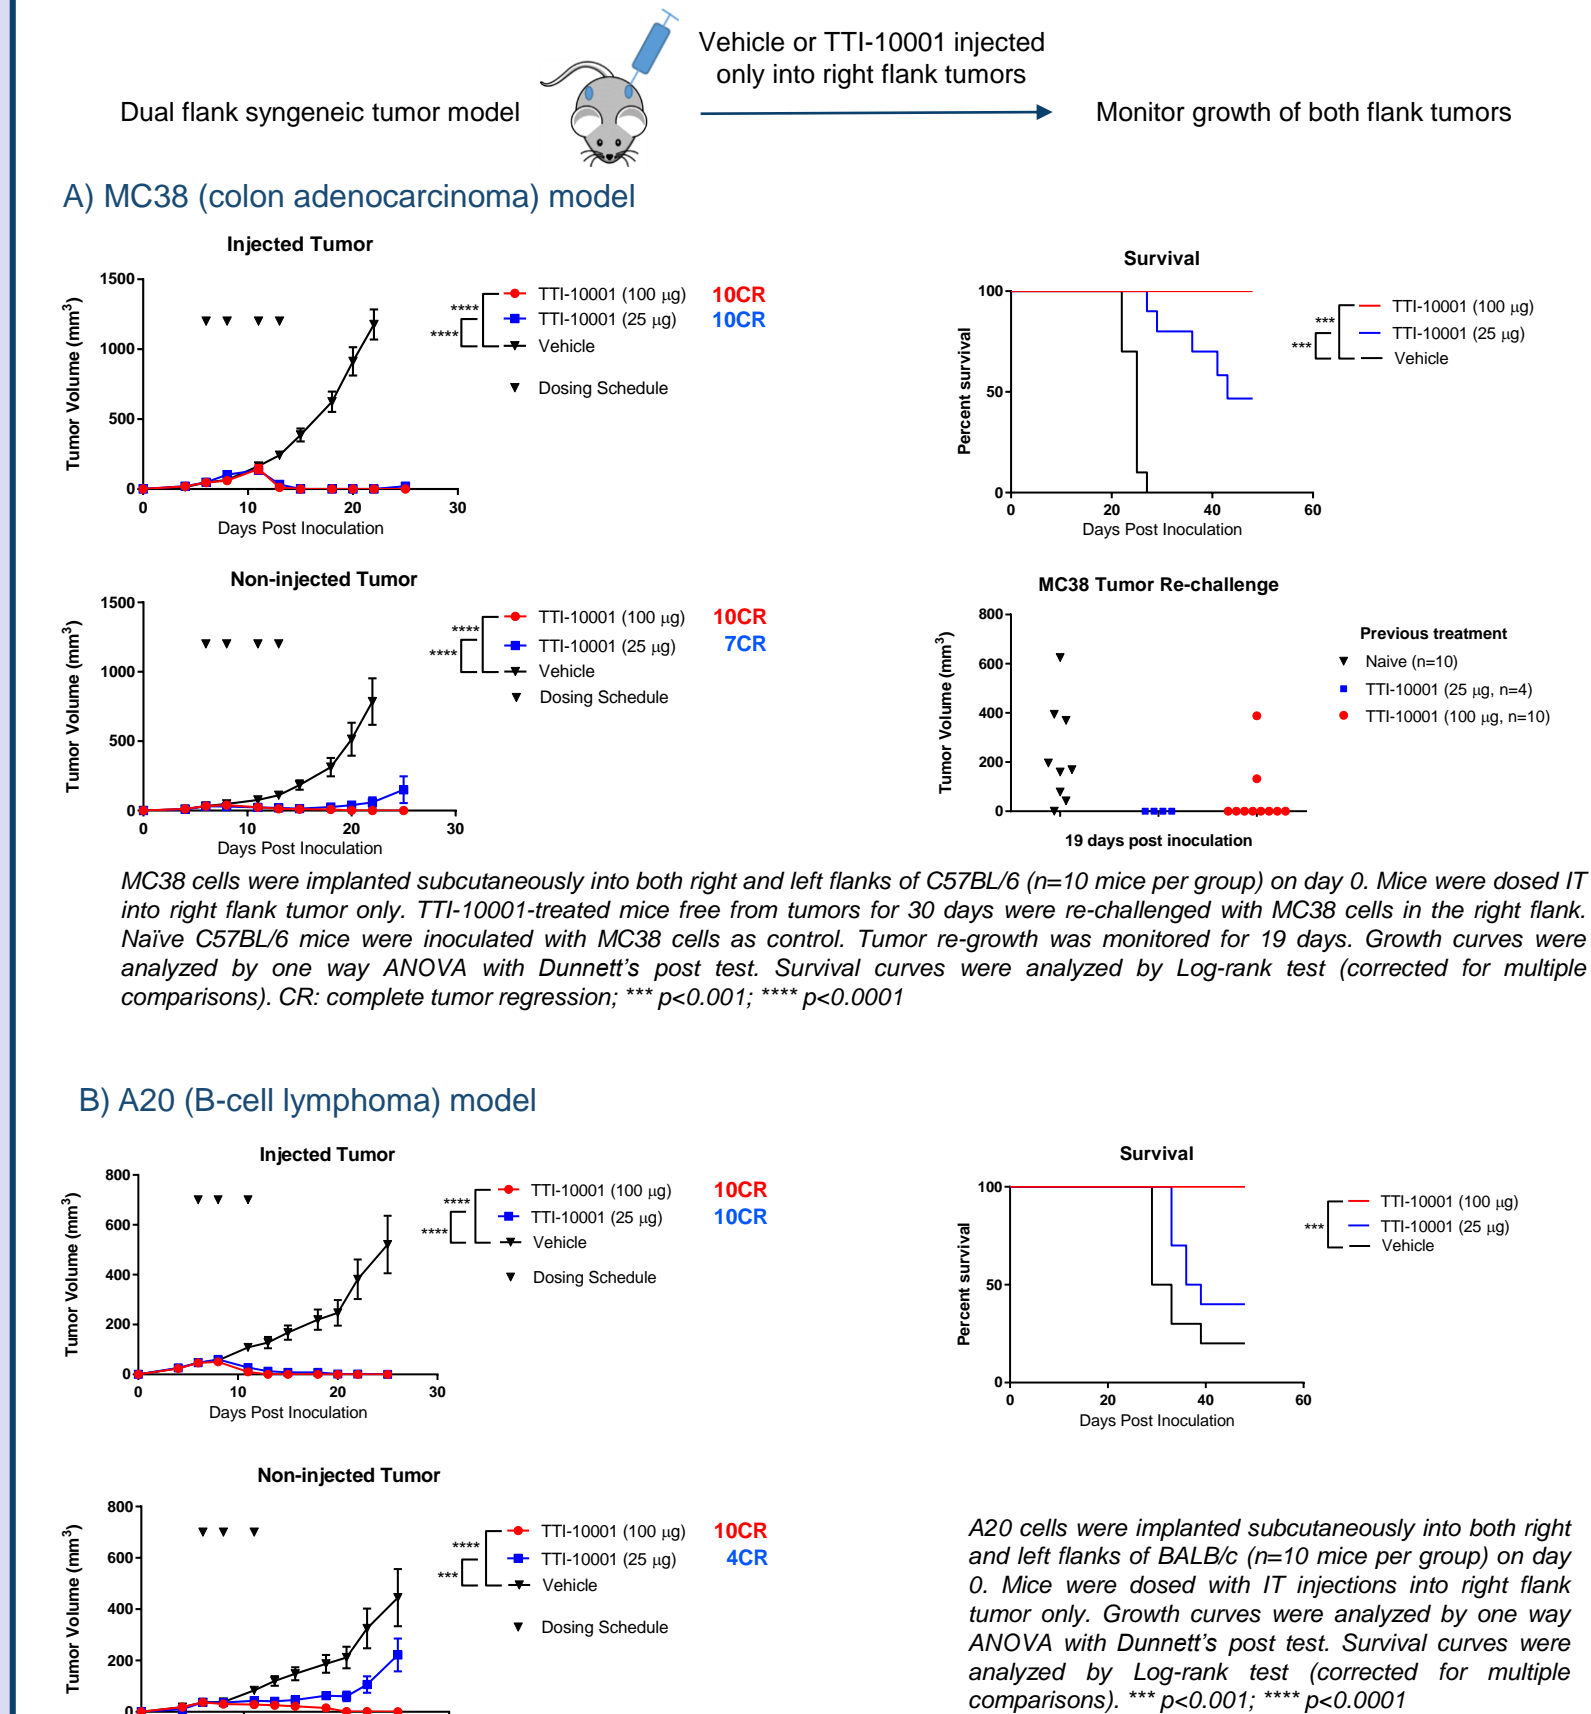 Vehicle or TTI-10001 injected
only into right flank tumors
Dual flank syngeneic tumor model
Monitor growth of both flank tumors
A) MC38 (colon adenocarcinoma) model
Injected Tumor
Tumor Volume (mm3)
1500
1000
500
0
0 10 20 30
Days Post Inoculation
**** ****
TTI-10001 (100 µg) 10CR
TTI-10001 (25 µg) 10CR
Vehicle
Dosing Schedule
Survival
Percent survival
100
50
0
0 20 40 60
Days Post Inoculation
*** ***
TTI-10001 (100 µg)
TTI-10001 (25 µg)
Vehicle
Non-injected Tumor
Tumor Volume (mm3)
1500
1000
500
0
0 10 20 30
Days Post Inoculation
**** ****
TTI-10001 (100 µg) 10CR
TTI-10001 (25 µg) 7CR
Vehicle
Dosing Schedule
MC38 Tumor Re-challenge
Tumor Volume (mm3)
800
600
400
200
0
19 days post inoculation
Previous treatment
Naive (n=10)
TTI-10001 (25 µg, n=4)
TTI-10001 (100 µg, n=10)
MC38 cells were implanted subcutaneously into both right and left flanks of C57BL/6 (n=10 mice per group) on day 0. Mice were dosed IT
into right flank tumor only. TTI-10001-treated mice free from tumors for 30 days were re-challenged with MC38 cells in the right flank.
Naïve C57BL/6 mice were inoculated with MC38 cells as control. Tumor re-growth was monitored for 19 days. Growth curves were
analyzed by one way ANOVA with Dunnett's post test. Survival curves were analyzed by Log-rank test (corrected for multiple
comparisons). CR: complete tumor regression; *** p<0.001; **** p<0.0001
B) A20 (B-cell lymphoma) model
Injected Tumor
Tumor Volume (mm3)
800
600
400
200
0
0 10 20 30
Days Post Inoculation
**** ****
TTI-10001 (100 µg) 10CR
TTI-10001 (25 µg) 10CR
Vehicle
Dosing Schedule
Survival
Percent survival
100
50
0
0 20 40 60
Days Post Inoculation
***
TTI-10001 (100 µg)
TTI-10001 (25 µg)
Vehicle
Non-injected Tumor
Tumor Volume (mm3)
800
600
400
200
0
**** ***
TTI-10001 (100 µg) 10CR
TTI-10001 (25 µg) 4CR
Vehicle
Dosing Schedule
A20 cells were implanted subcutaneously into both right
and left flanks of BALB/c (n=10 mice per group) on day
0. Mice were dosed with IT injections into right flank
tumor only. Growth curves were analyzed by one way
ANOVA with Dunnett's post test. Survival curves were
analyzed by Log-rank test (corrected for multiple
comparisons). *** p<0.001; **** p<0.0001